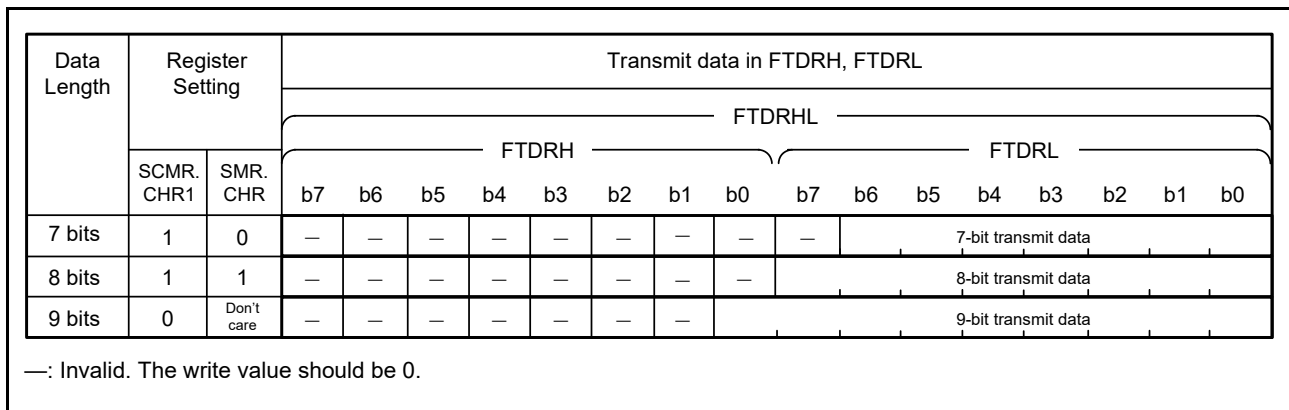 Data Length Register Setting Transmit data in FTDRH, FTDRL
FTDRHL
FTDRH FTDRL
SCMR. CHR1 SMR. CHR b7 b6 b5 b4 b3 b2 b1 b0 b7 b6 b5 b4 b3 b2 b1 b0
7 bits 1 0 — — — — — — — — — 7-bit transmit data
8 bits 1 1 — — — — — — — — 8-bit transmit data
9 bits 0 Don't care — — — — — — — 9-bit transmit data
—: Invalid. The write value should be 0.